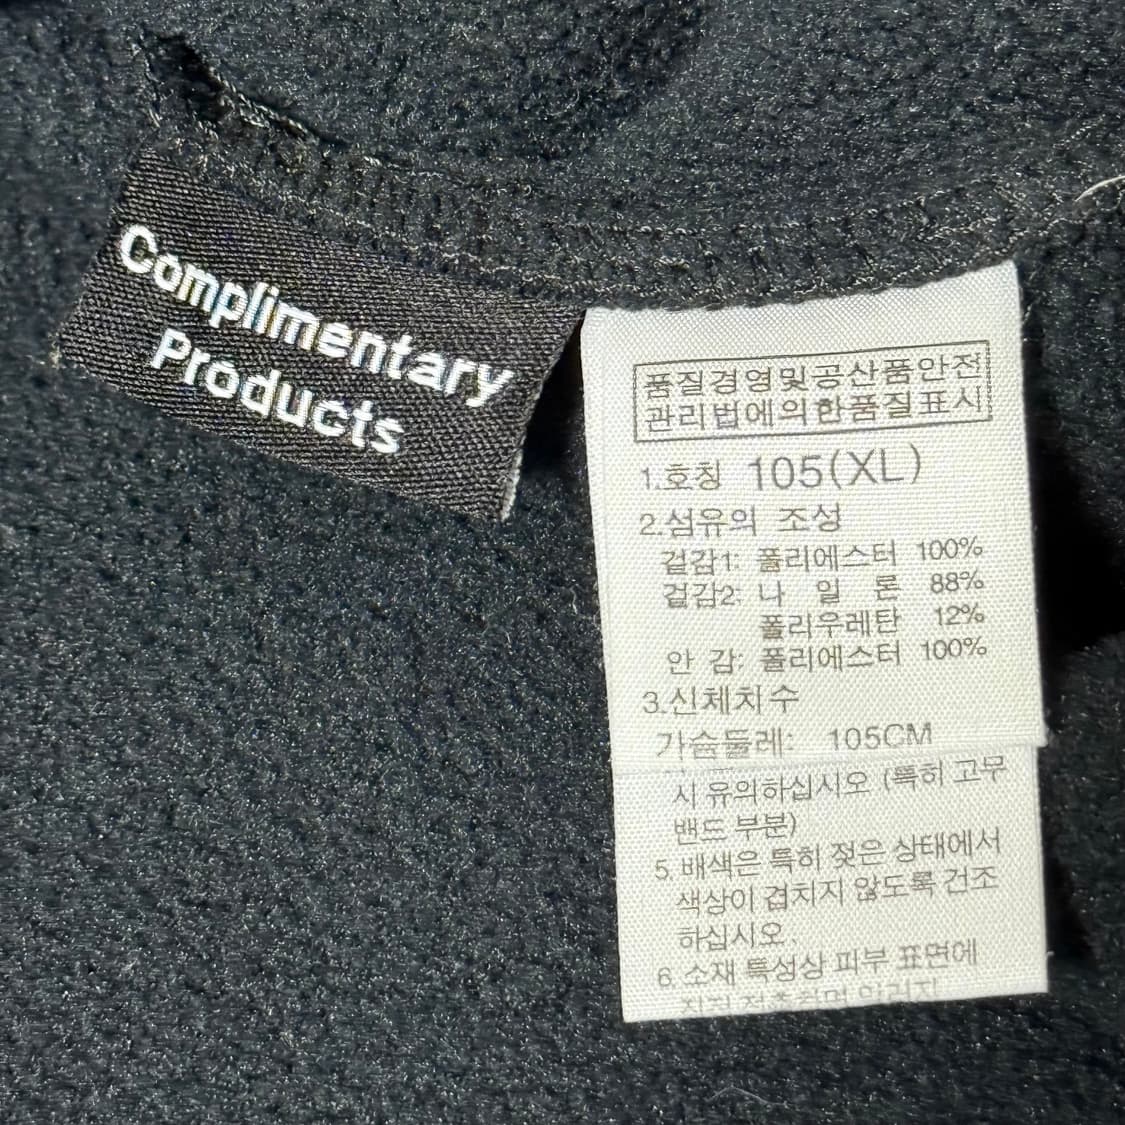 Complimentary
Products
품질경영및공산품안전
관리법에의한품질표시
1.호칭 105(XL)
2.섬유의 조성
겉감1: 폴리에스터 100%
겉감2: 나 일 론 88%
폴리우레탄 12%
안 감: 폴리에스터 100%
3.신체치수
가슴둘레: 105CM
시 유의하십시오 (특히 고무
밴드 부분)
5. 배색은 특히 젖은 상태에서
색상이 겹치지 않도록 건조
하십시오.
6. 소재 특성상 피부 표면에